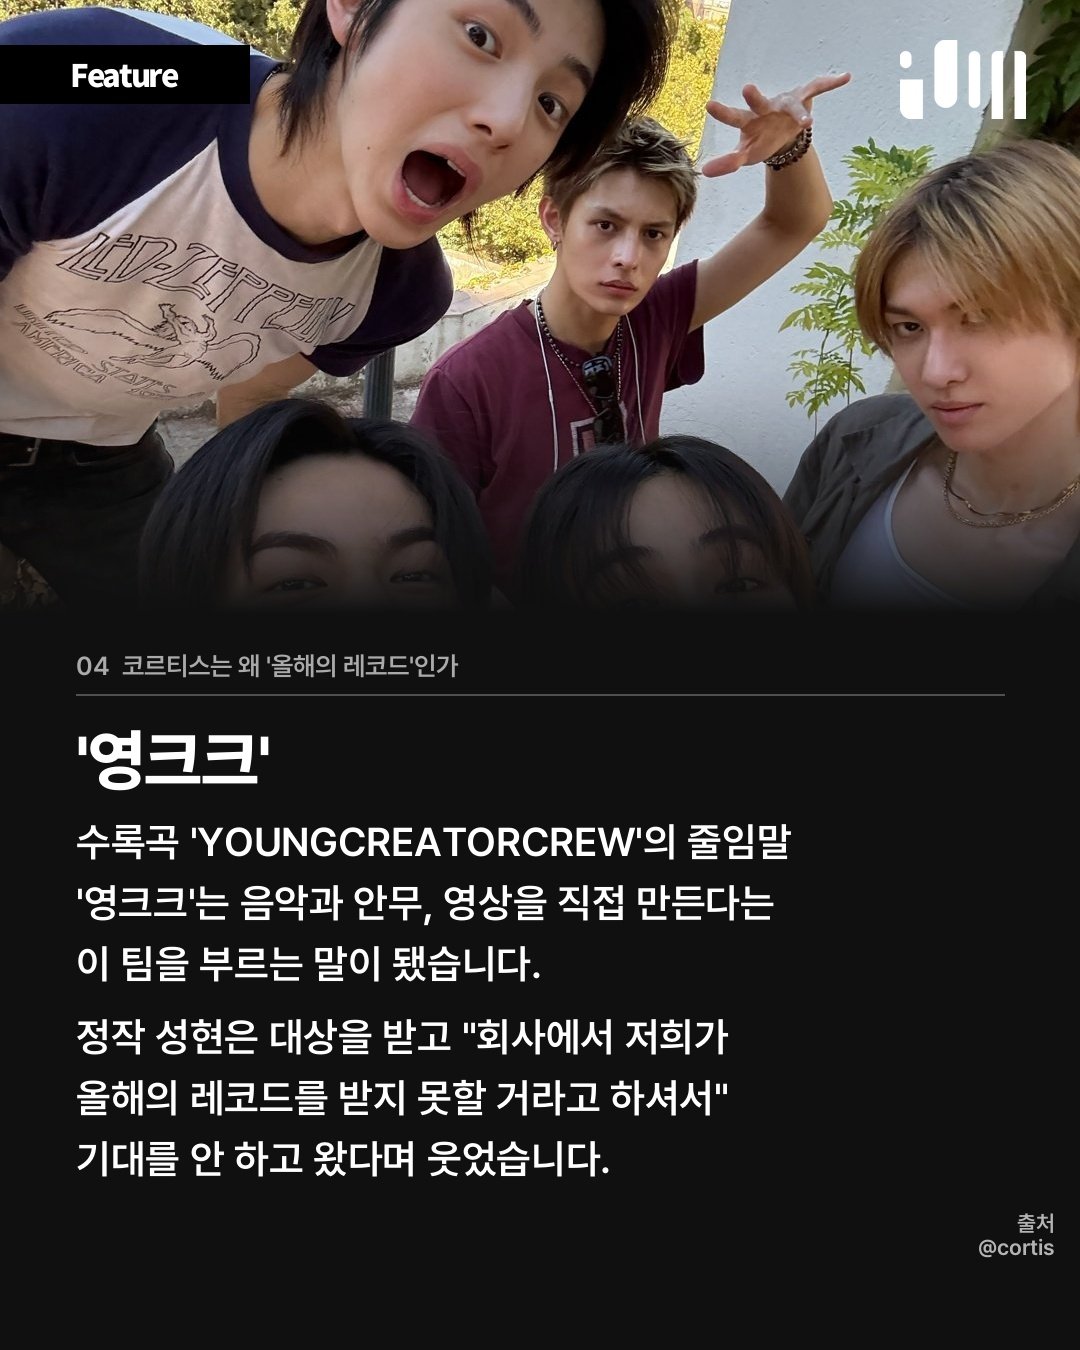 Feature
LED-ZEPPELIN
04 코르티스는 왜 '올해의 레코드'인가
'영크크'
수록곡 'YOUNGCREATORCREW'의 줄임말
'영크크'는 음악과 안무, 영상을 직접 만든다는
이 팀을 부르는 말이 됐습니다.
정작 성현은 대상을 받고 "회사에서 저희가
올해의 레코드를 받지 못할 거라고 하셔서"
기대를 안 하고 왔다며 웃었습니다.
출처
@cortis